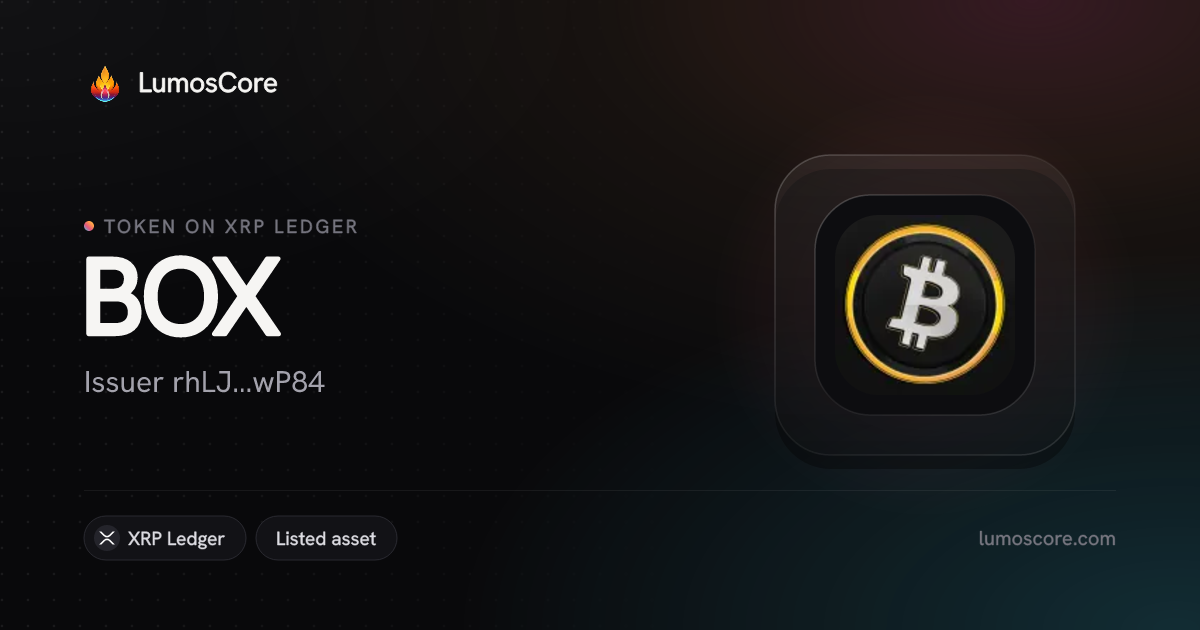 LumosCore
TOKEN ON XRP LEDGER
BOX
Issuer rhLJ...wP84
XRP Ledger
Listed asset
lumoscore.com